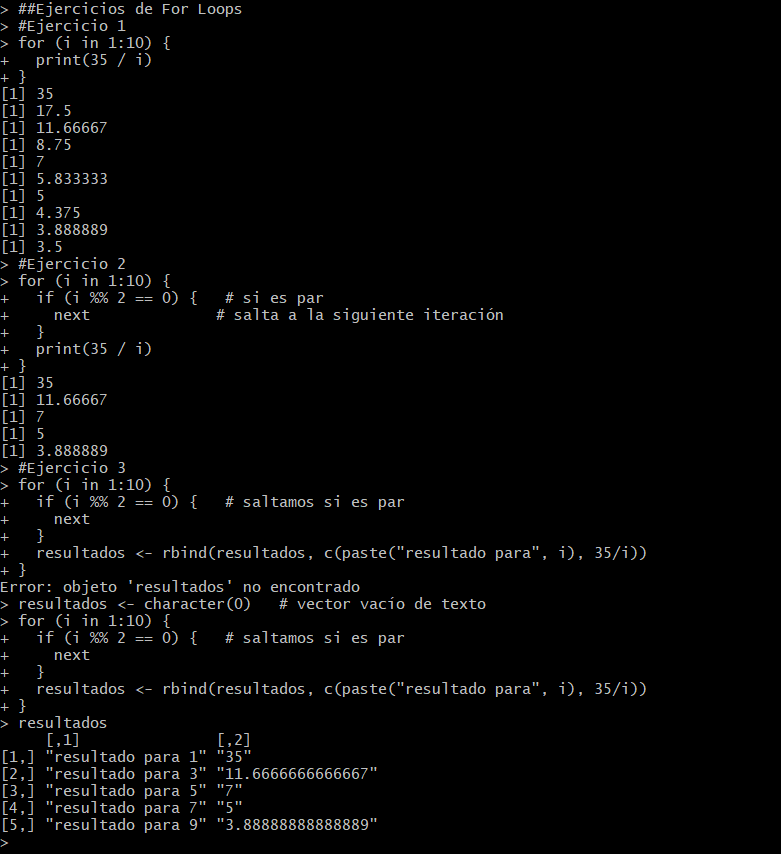 > ##Ejercicios de For Loops
> #Ejercicio 1
> for (i in 1:10) {
+   print(35 / i)
+ }
[1] 35
[1] 17.5
[1] 11.66667
[1] 8.75
[1] 7
[1] 5.833333
[1] 5
[1] 4.375
[1] 3.888889
[1] 3.5
> #Ejercicio 2
> for (i in 1:10) {
+   if (i %% 2 == 0) {   # si es par
+     next              # salta a la siguiente iteración
+   }
+   print(35 / i)
+ }
[1] 35
[1] 11.66667
[1] 7
[1] 5
[1] 3.888889
> #Ejercicio 3
> for (i in 1:10) {
+   if (i %% 2 == 0) {   # saltamos si es par
+     next
+   }
+   resultados <- rbind(resultados, c(paste("resultado para", i), 35/i))
+ }
Error: objeto 'resultados' no encontrado
> resultados <- character(0)   # vector vacío de texto
> for (i in 1:10) {
+   if (i %% 2 == 0) {   # saltamos si es par
+     next
+   }
+   resultados <- rbind(resultados, c(paste("resultado para", i), 35/i))
+ }
> resultados
     [,1]               [,2]
[1,] "resultado para 1" "35"
[2,] "resultado para 3" "11.6666666666667"
[3,] "resultado para 5" "7"
[4,] "resultado para 7" "5"
[5,] "resultado para 9" "3.88888888888889"
>